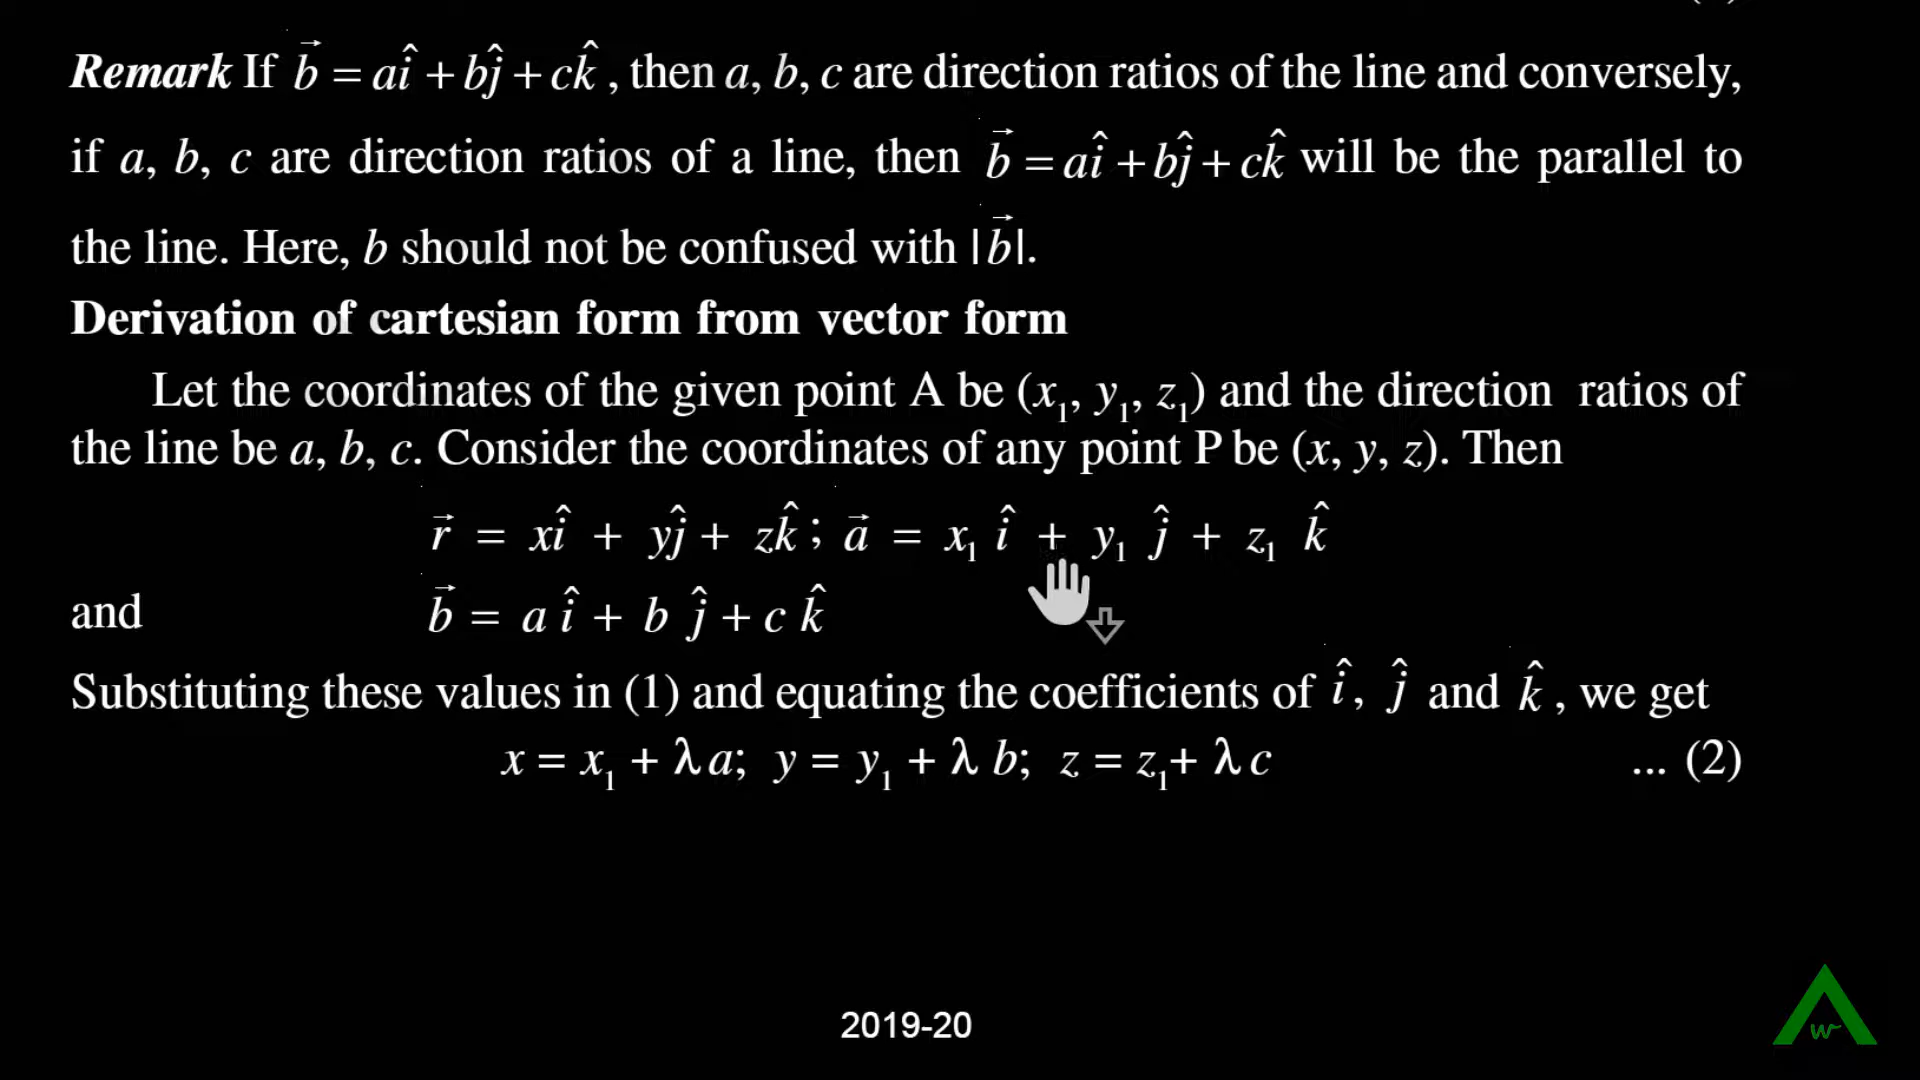 Remark If b⃗ = aî + bĵ + ck̂ , then a, b, c are direction ratios of the line and conversely,
if a, b, c are direction ratios of a line, then b⃗ = aî + bĵ + ck̂ will be the parallel to
the line. Here, b should not be confused with |b⃗|.
Derivation of cartesian form from vector form
Let the coordinates of the given point A be (x₁, y₁, z₁) and the direction ratios of
the line be a, b, c. Consider the coordinates of any point P be (x, y, z). Then
r⃗ = xî + yĵ + zk̂ ; a⃗ = x₁ î + y₁ ĵ + z₁ k̂
and b⃗ = a î + b ĵ + c k̂
Substituting these values in (1) and equating the coefficients of î, ĵ and k̂ , we get
x = x₁ + λ a; y = y₁ + λ b; z = z₁+ λ c ... (2)
2019-20
w